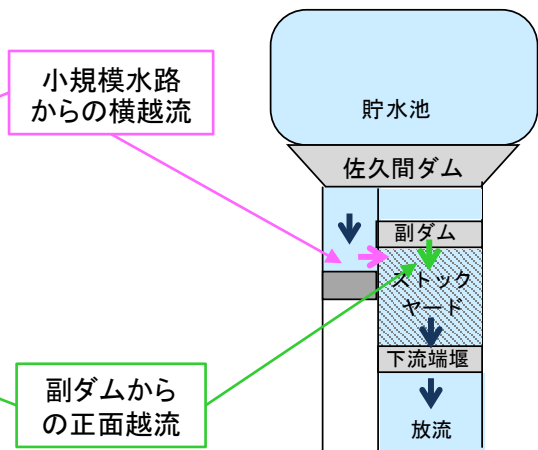 小規模水路
からの横越流
貯水池
佐久間ダム
副ダム
ストック
ヤード
下流端堰
副ダムから
の正面越流
放流